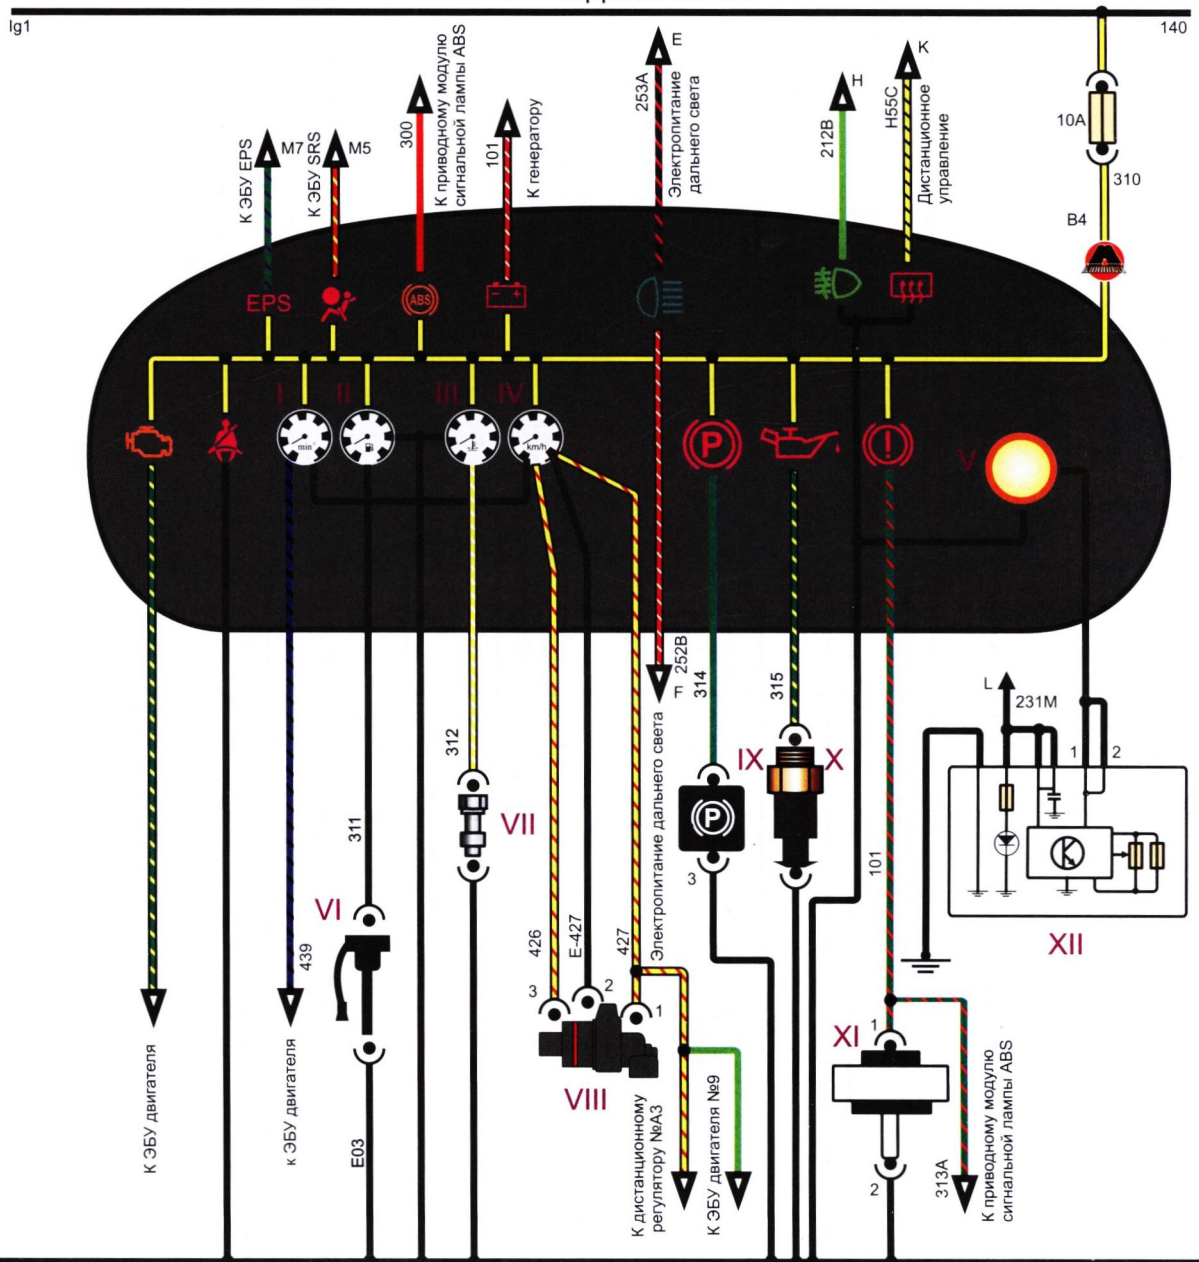 Ig1
140
E
K
H
253A
Электропитание
дальнего света
300
К приводному модулю
сигнальной лампы ABS
101
К генератору
212B
H55C
Дистанционное
управление
10A
310
B4
К ЭБУ EPS
M7
К ЭБУ SRS
M5
EPS
ABS
I
II
III
IV
min
km/h
P
V
252B
F
314
315
L
231M
1
2
312
IX
X
VII
P
311
VI
3
101
XII
Электропитание дальнего света
426
E-427
427
439
3
2
1
XI
1
VIII
К ЭБУ двигателя
к ЭБУ двигателя
E03
К дистанционному
регулятору №A3
К ЭБУ двигателя №9
2
313A
К приводному модулю
сигнальной лампы ABS